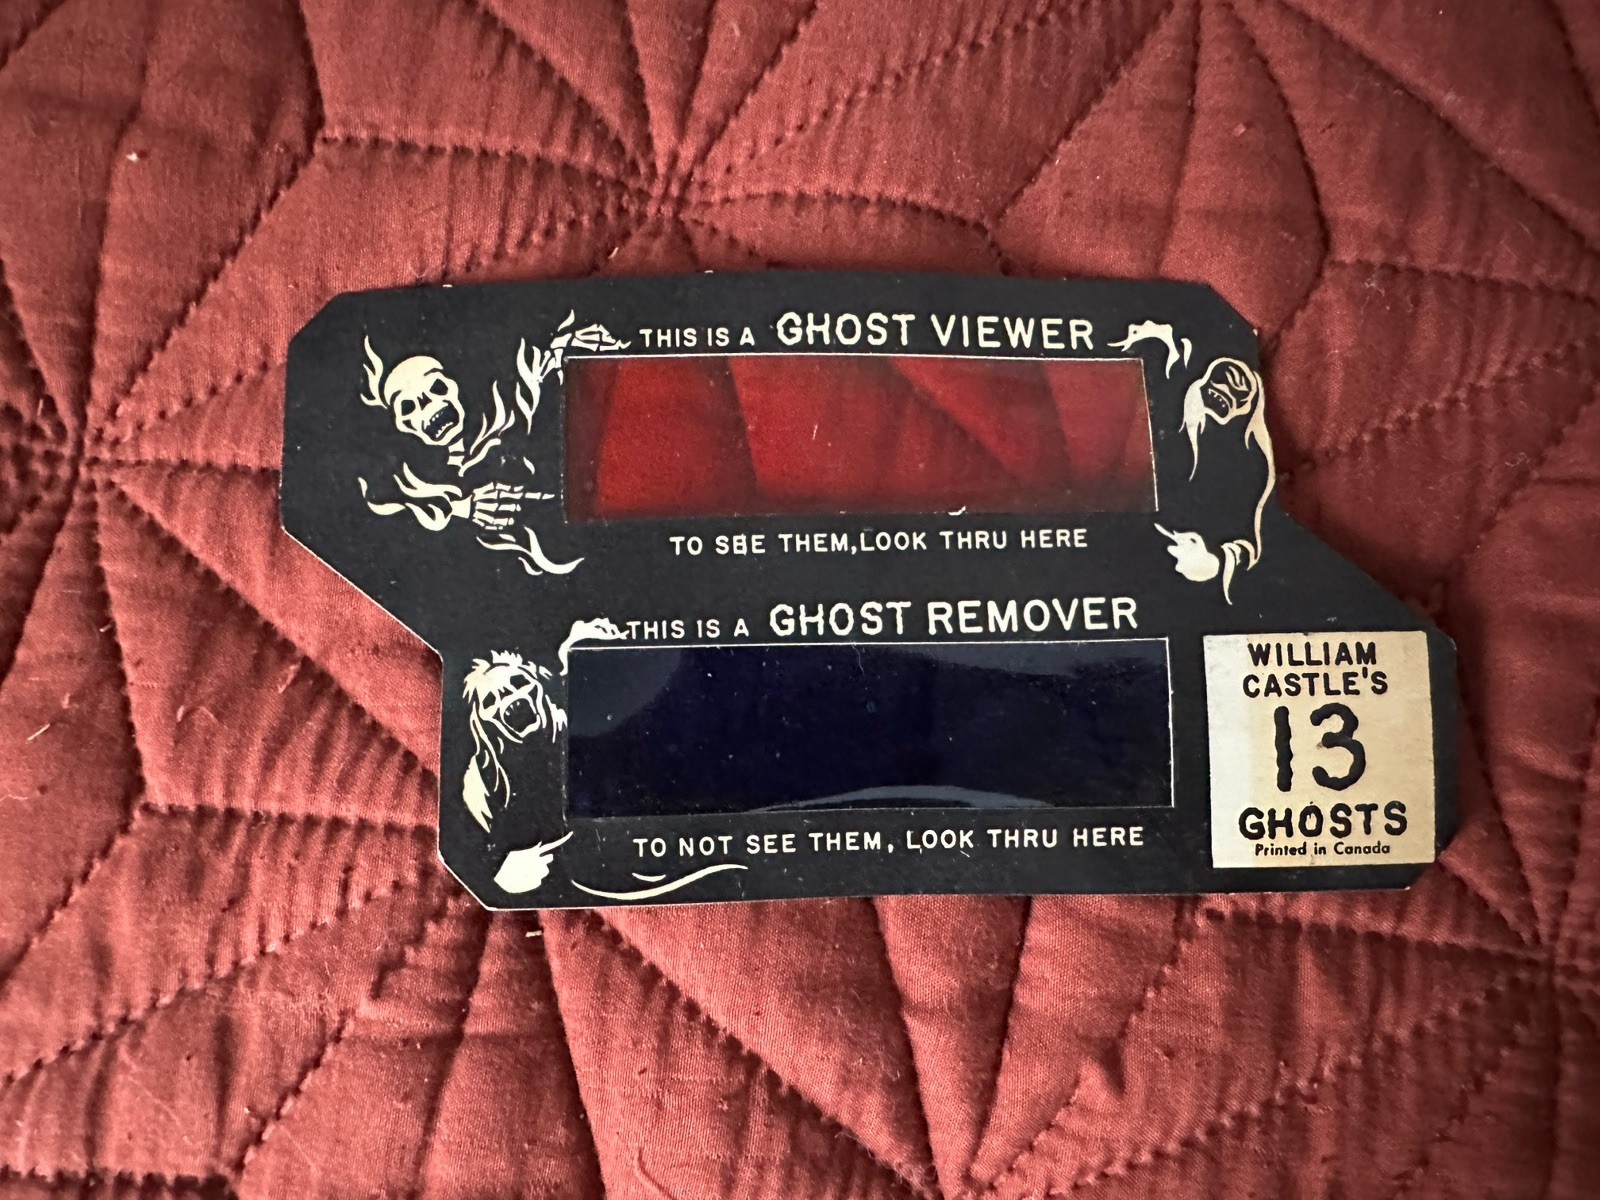 THIS IS A GHOST VIEWER
TO SEE THEM,LOOK THRU HERE
THIS IS A GHOST REMOVER
TO NOT SEE THEM, LOOK THRU HERE
WILLIAM
CASTLE'S
13
GHOSTS
Printed in Canada